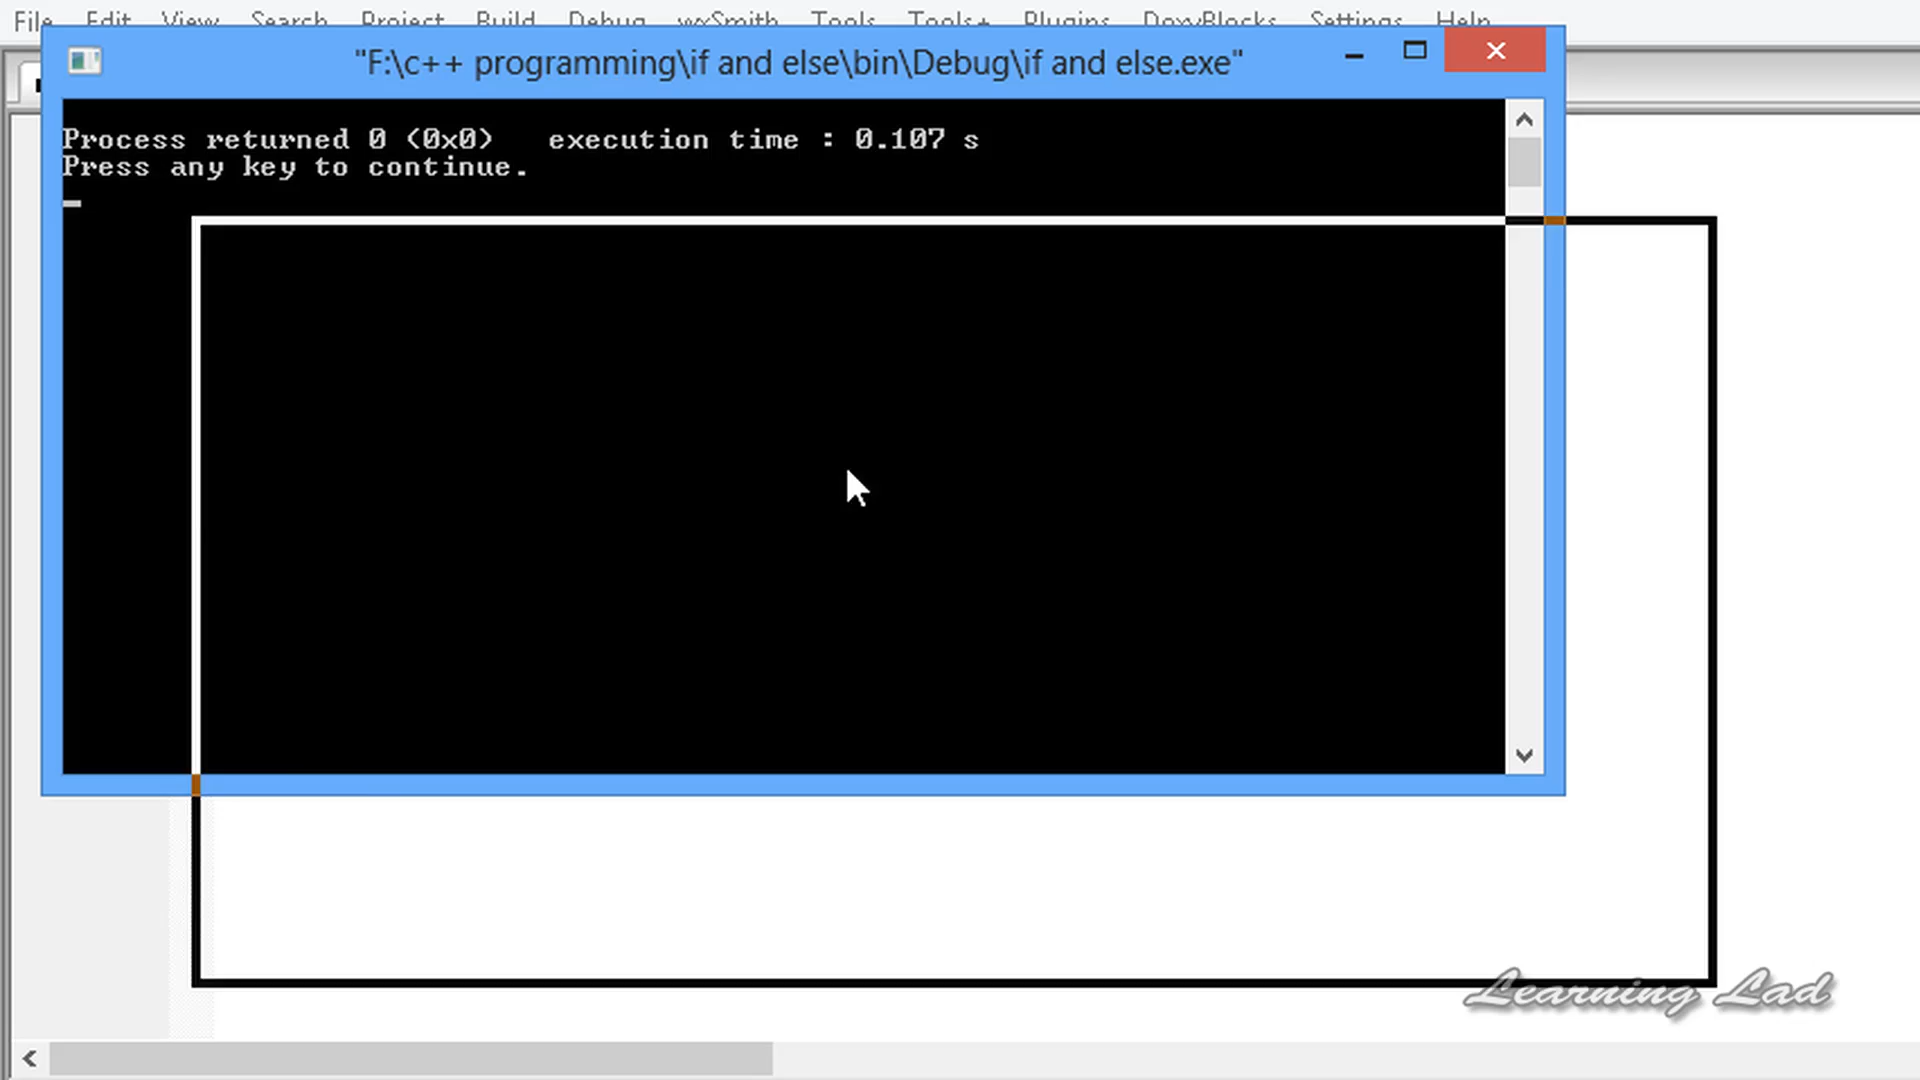 File Edit View Search Project Build Debug wxSmith Tools Tools+ Plugins DoxyBlocks Settings Help
"F:\c++ programming\if and else\bin\Debug\if and else.exe"
Process returned 0 (0x0)   execution time : 0.107 s
Press any key to continue.
Learning Lad